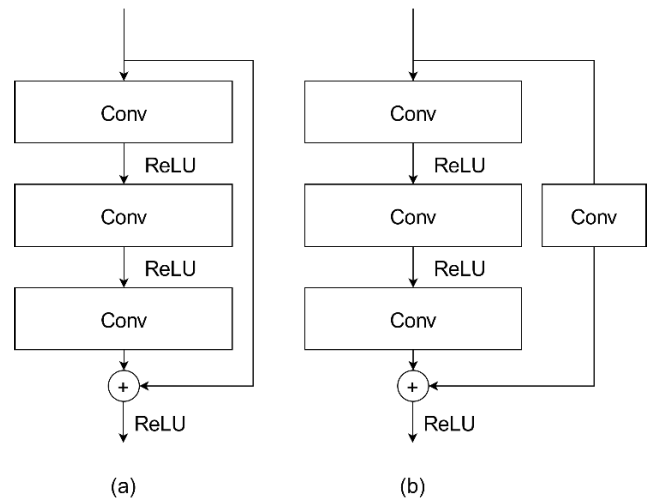 Conv
ReLU
Conv
ReLU
Conv
+
ReLU
(a)
Conv
ReLU
Conv
Conv
ReLU
Conv
+
ReLU
(b)